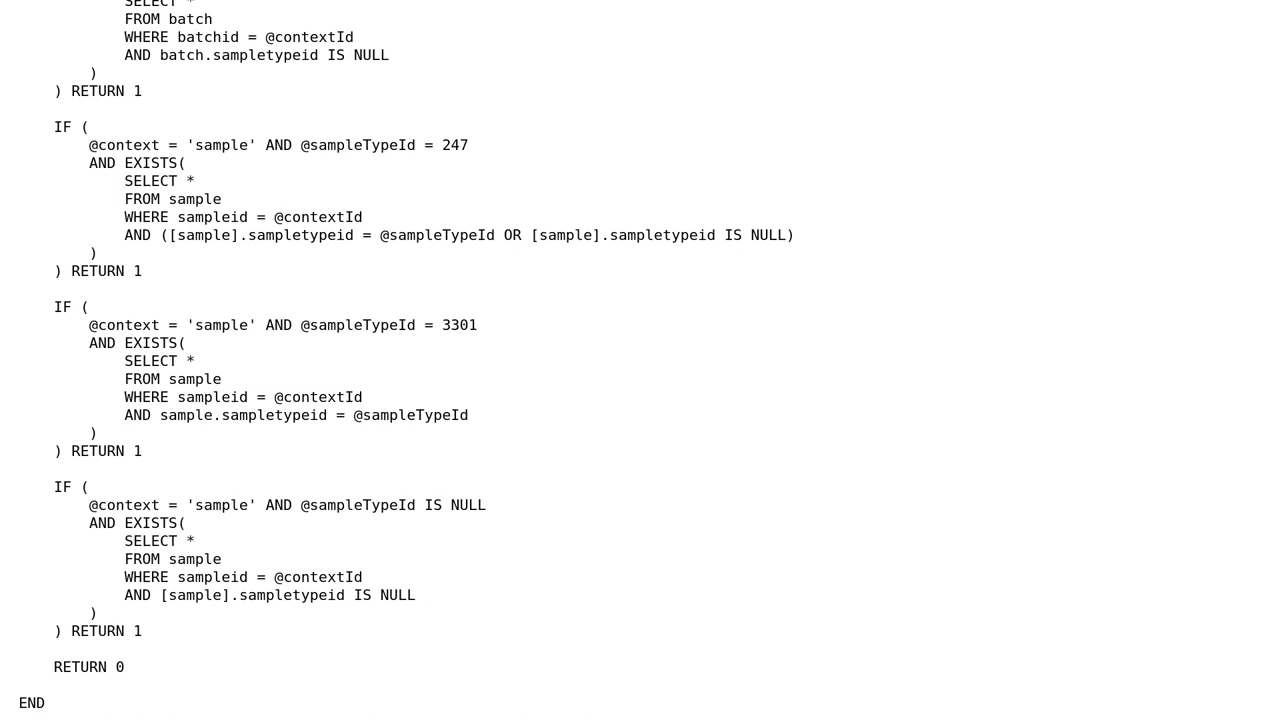 SELECT *
FROM batch
WHERE batchid = @contextId
AND batch.sampletypeid IS NULL
)
) RETURN 1
IF (
@context = 'sample' AND @sampleTypeId = 247
AND EXISTS(
SELECT *
FROM sample
WHERE sampleid = @contextId
AND ([sample].sampletypeid = @sampleTypeId OR [sample].sampletypeid IS NULL)
)
) RETURN 1
IF (
@context = 'sample' AND @sampleTypeId = 3301
AND EXISTS(
SELECT *
FROM sample
WHERE sampleid = @contextId
AND sample.sampletypeid = @sampleTypeId
)
) RETURN 1
IF (
@context = 'sample' AND @sampleTypeId IS NULL
AND EXISTS(
SELECT *
FROM sample
WHERE sampleid = @contextId
AND [sample].sampletypeid IS NULL
)
) RETURN 1
RETURN 0
END